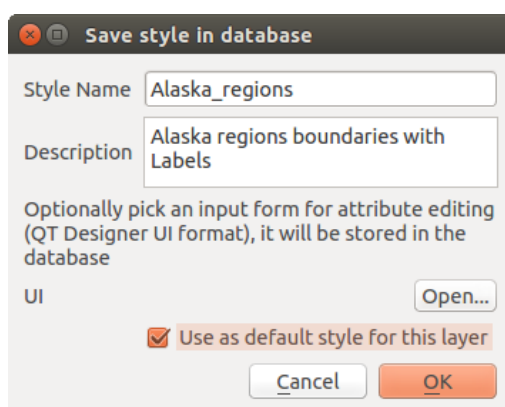 Save style in database
Style Name Alaska_regions
Description Alaska regions boundaries with
Labels
Optionally pick an input form for attribute editing
(QT Designer UI format), it will be stored in the
database
UI Open...
Use as default style for this layer
Cancel OK